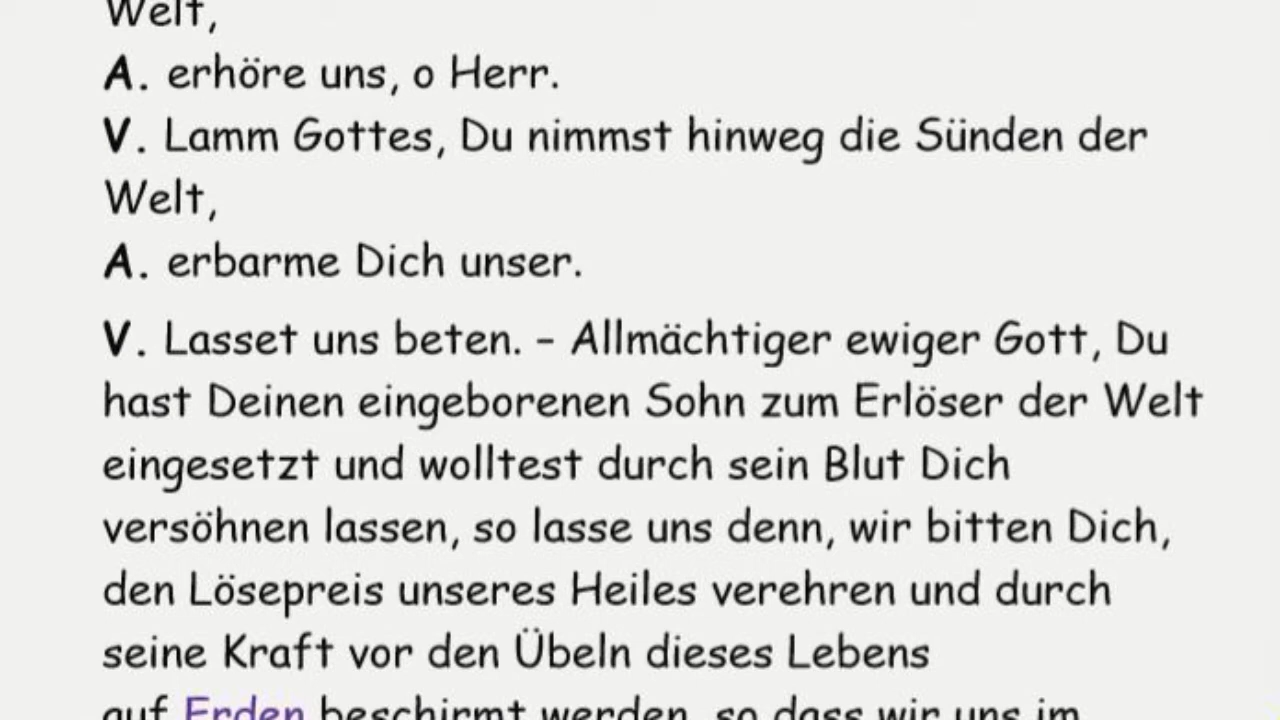 Welt,
A. erhöre uns, o Herr.
V. Lamm Gottes, Du nimmst hinweg die Sünden der
Welt,
A. erbarme Dich unser.
V. Lasset uns beten. – Allmächtiger ewiger Gott, Du
hast Deinen eingeborenen Sohn zum Erlöser der Welt
eingesetzt und wolltest durch sein Blut Dich
versöhnen lassen, so lasse uns denn, wir bitten Dich,
den Lösepreis unseres Heiles verehren und durch
seine Kraft vor den Übeln dieses Lebens
auf Erden beschirmt werden, so dass wir uns im